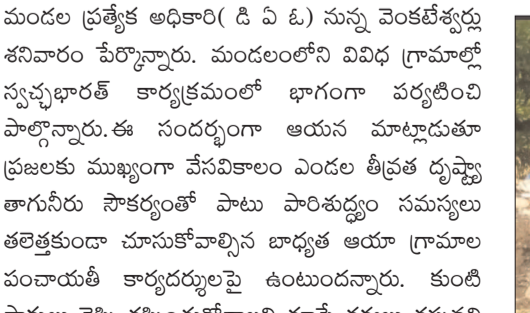 మండల ప్రత్యేక అధికారి( డి ఏ ఓ) నున్న వెంకటేశ్వర్లు
శనివారం పేర్కొన్నారు. మండలంలోని వివిధ గ్రామాల్లో
స్వచ్ఛభారత్ కార్యక్రమంలో భాగంగా పర్యటించి
పాల్గొన్నారు.ఈ సందర్భంగా ఆయన మాట్లాడుతూ
ప్రజలకు ముఖ్యంగా వేసవికాలం ఎండల తీవ్రత దృష్ట్యా
తాగునీరు సౌకర్యంతో పాటు పారిశుద్ధ్యం సమస్యలు
తలెత్తకుండా చూసుకోవాల్సిన బాధ్యత ఆయా గ్రామాల
పంచాయతీ కార్యదర్శులపై ఉంటుందన్నారు. కుంటి